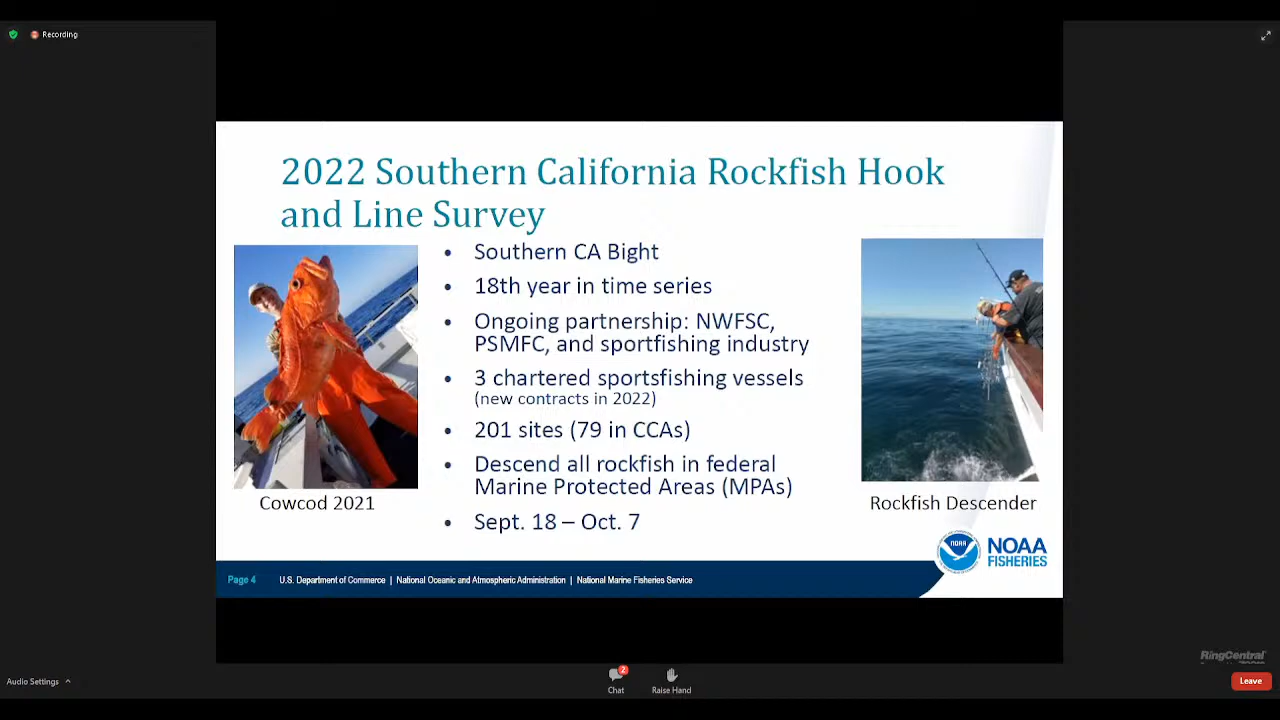 Recording
2022 Southern California Rockfish Hook
and Line Survey
• Southern CA Bight
• 18th year in time series
• Ongoing partnership: NWFSC,
PSMFC, and sportfishing industry
• 3 chartered sportsfishing vessels
(new contracts in 2022)
• 201 sites (79 in CCAs)
• Descend all rockfish in federal
Marine Protected Areas (MPAs)
• Sept. 18 – Oct. 7
Cowcod 2021
Rockfish Descender
NOAA
NOAA
FISHERIES
Page 4
U.S. Department of Commerce | National Oceanic and Atmospheric Administration | National Marine Fisheries Service
RingCentral
Audio Settings
2
Chat
Raise Hand
Leave